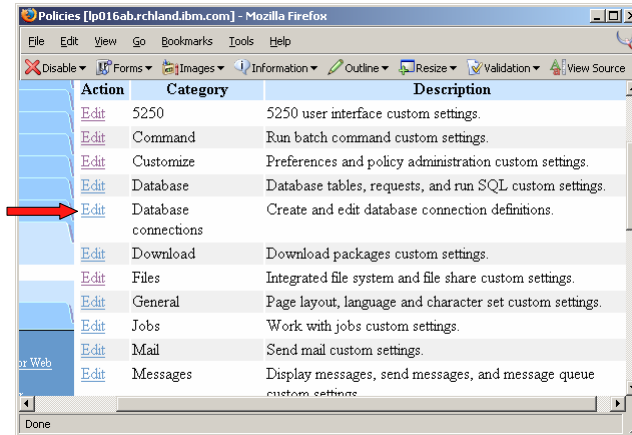 Policies [lp016ab.rchland.ibm.com] - Mozilla Firefox
File Edit View Go Bookmarks Tools Help
Disable Forms Images Information Outline Resize Validation View Source
Action Category Description
Edit 5250 5250 user interface custom settings.
Edit Command Run batch command custom settings.
Edit Customize Preferences and policy administration custom settings.
Edit Database Database tables, requests, and run SQL custom settings.
Edit Database Create and edit database connection definitions.
connections
Edit Download Download packages custom settings.
Edit Files Integrated file system and file share custom settings.
Edit General Page layout, language and character set custom settings.
Edit Jobs Work with jobs custom settings.
Edit Mail Send mail custom settings.
or Web
Edit Messages Display messages, send messages, and message queue
custom settings
Done